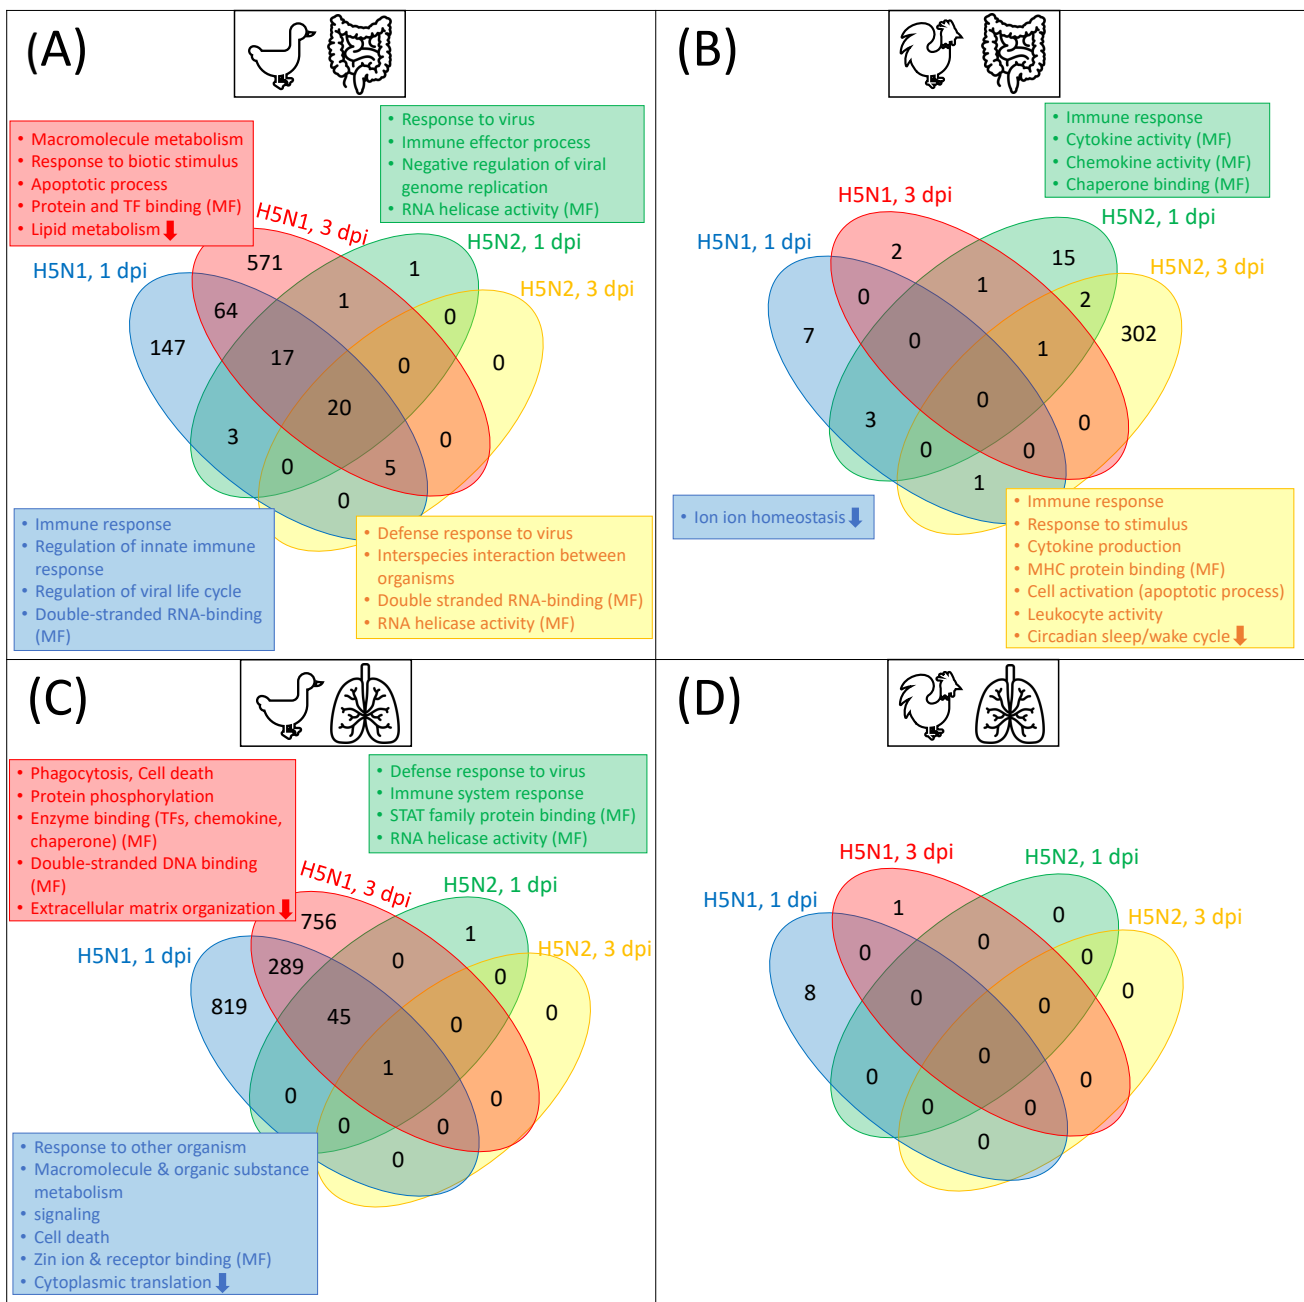 (A)
• Macromolecule metabolism
• Response to biotic stimulus
• Apoptotic process
• Protein and TF binding (MF)
• Lipid metabolism
• Response to virus
• Immune effector process
• Negative regulation of viral
genome replication
• RNA helicase activity (MF)
H5N1, 1 dpi
H5N1, 3 dpi
H5N2, 1 dpi
H5N2, 3 dpi
571
1
64
1
0
147
17
0
0
20
3
0
0
5
0
• Immune response
• Regulation of innate immune
response
• Regulation of viral life cycle
• Double-stranded RNA-binding
(MF)
• Defense response to virus
• Interspecies interaction between
organisms
• Double stranded RNA-binding (MF)
• RNA helicase activity (MF)
(B)
• Immune response
• Cytokine activity (MF)
• Chemokine activity (MF)
• Chaperone binding (MF)
H5N1, 1 dpi
H5N1, 3 dpi
H5N2, 1 dpi
H5N2, 3 dpi
2
15
0
1
2
7
0
1
302
0
3
0
0
0
1
• Ion ion homeostasis
• Immune response
• Response to stimulus
• Cytokine production
• MHC protein binding (MF)
• Cell activation (apoptotic process)
• Leukocyte activity
• Circadian sleep/wake cycle
(C)
• Phagocytosis, Cell death
• Protein phosphorylation
• Enzyme binding (TFs, chemokine,
chaperone) (MF)
• Double-stranded DNA binding
(MF)
• Extracellular matrix organization
• Defense response to virus
• Immune system response
• STAT family protein binding (MF)
• RNA helicase activity (MF)
H5N1, 1 dpi
H5N1, 3 dpi
H5N2, 1 dpi
H5N2, 3 dpi
756
1
289
0
0
819
45
0
0
1
0
0
0
0
0
• Response to other organism
• Macromolecule & organic substance
metabolism
• signaling
• Cell death
• Zin ion & receptor binding (MF)
• Cytoplasmic translation
(D)
H5N1, 1 dpi
H5N1, 3 dpi
H5N2, 1 dpi
H5N2, 3 dpi
1
0
0
0
0
8
0
0
0
0
0
0
0
0
0